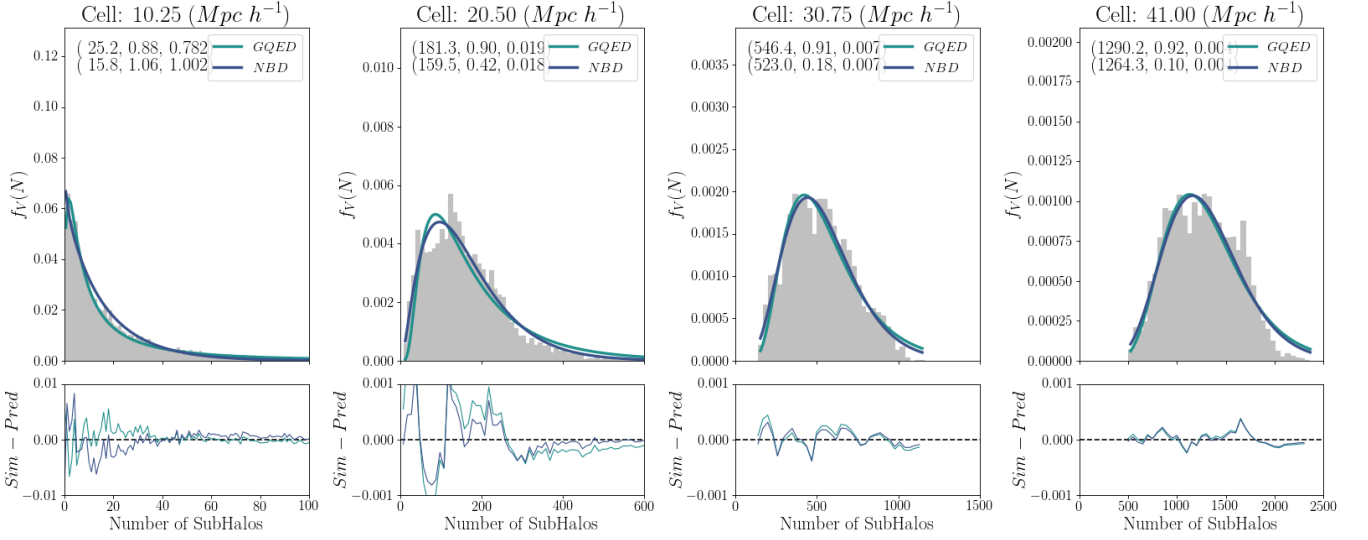 Cell: 10.25 (Mpc h⁻¹)
( 25.2, 0.88, 0.782
( 15.8, 1.06, 1.002
GQED
NBD
f_V(N)
0.12
0.10
0.08
0.06
0.04
0.02
0.00
0.01
0.00
−0.01
Sim − Pred
0 20 40 60 80 100
Number of SubHalos
Cell: 20.50 (Mpc h⁻¹)
(181.3, 0.90, 0.019
(159.5, 0.42, 0.018
GQED
NBD
f_V(N)
0.010
0.008
0.006
0.004
0.002
0.000
0.001
0.000
−0.001
Sim − Pred
0 200 400 600
Number of SubHalos
Cell: 30.75 (Mpc h⁻¹)
(546.4, 0.91, 0.007
(523.0, 0.18, 0.007
GQED
NBD
f_V(N)
0.0035
0.0030
0.0025
0.0020
0.0015
0.0010
0.0005
0.0000
0.001
0.000
−0.001
Sim − Pred
0 500 1000 1500
Number of SubHalos
Cell: 41.00 (Mpc h⁻¹)
(1290.2, 0.92, 0.00
(1264.3, 0.10, 0.00
GQED
NBD
f_V(N)
0.00200
0.00175
0.00150
0.00125
0.00100
0.00075
0.00050
0.00025
0.00000
0.001
0.000
−0.001
Sim − Pred
0 500 1000 1500 2000 2500
Number of SubHalos